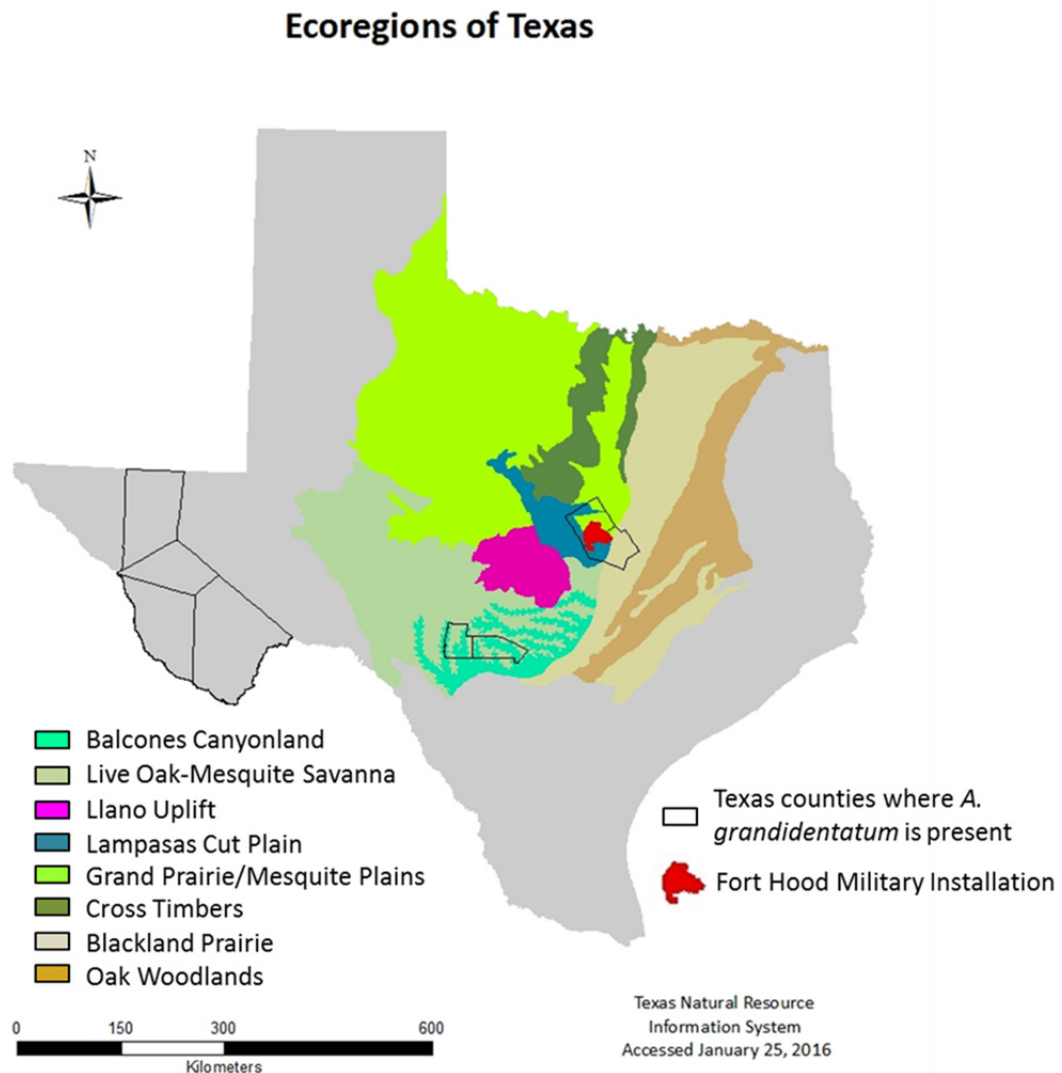 Ecoregions of Texas
N
Balcones Canyonland
Live Oak-Mesquite Savanna
Llano Uplift
Lampasas Cut Plain
Grand Prairie/Mesquite Plains
Cross Timbers
Blackland Prairie
Oak Woodlands
Texas counties where A.
grandidentatum is present
Fort Hood Military Installation
0 150 300 600
Kilometers
Texas Natural Resource
Information System
Accessed January 25, 2016